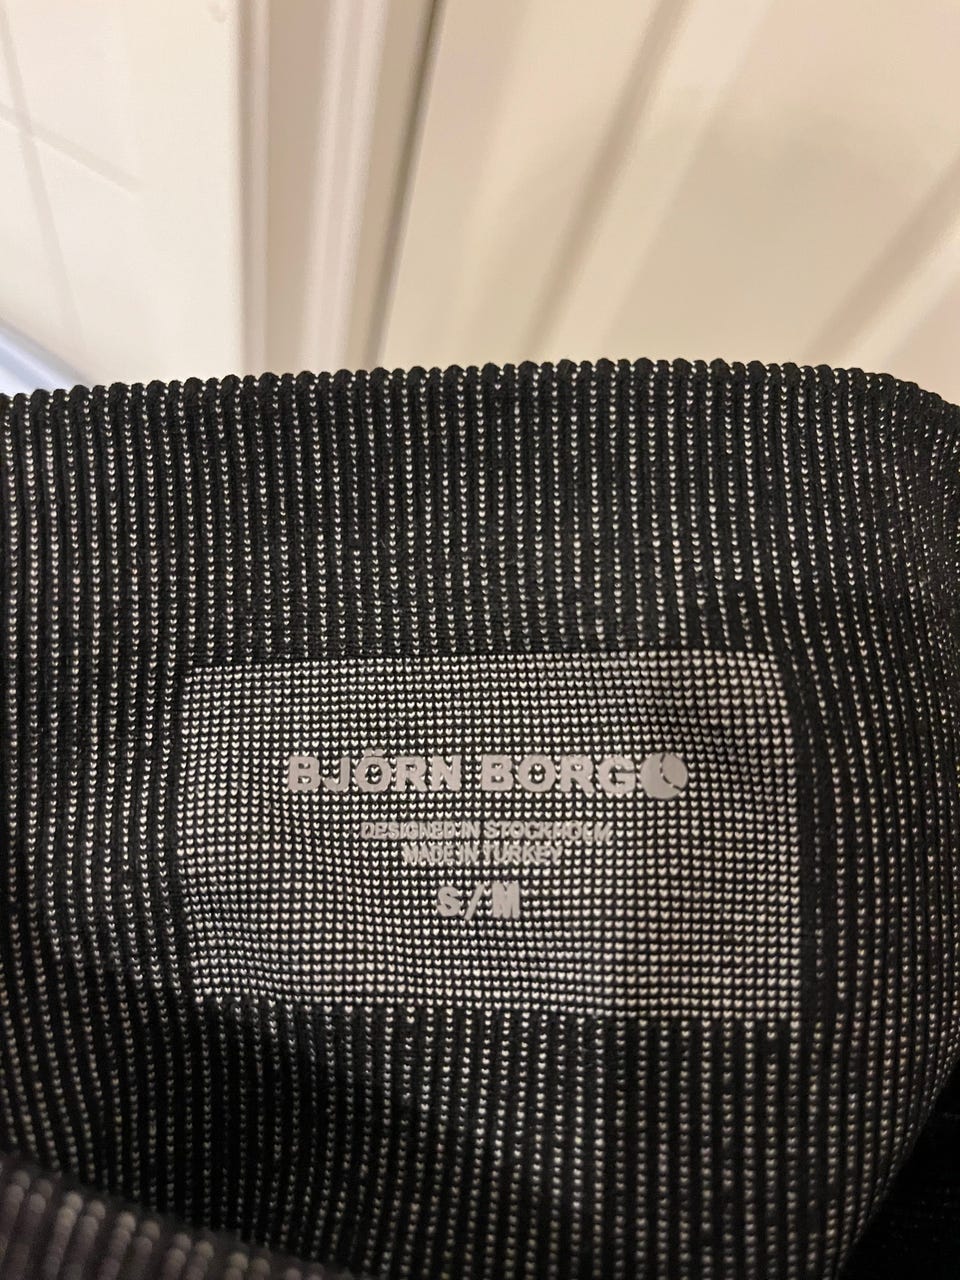 BJÖRN BORG
DESIGNED IN STOCKHOLM
MADE IN TURKEY
S/M